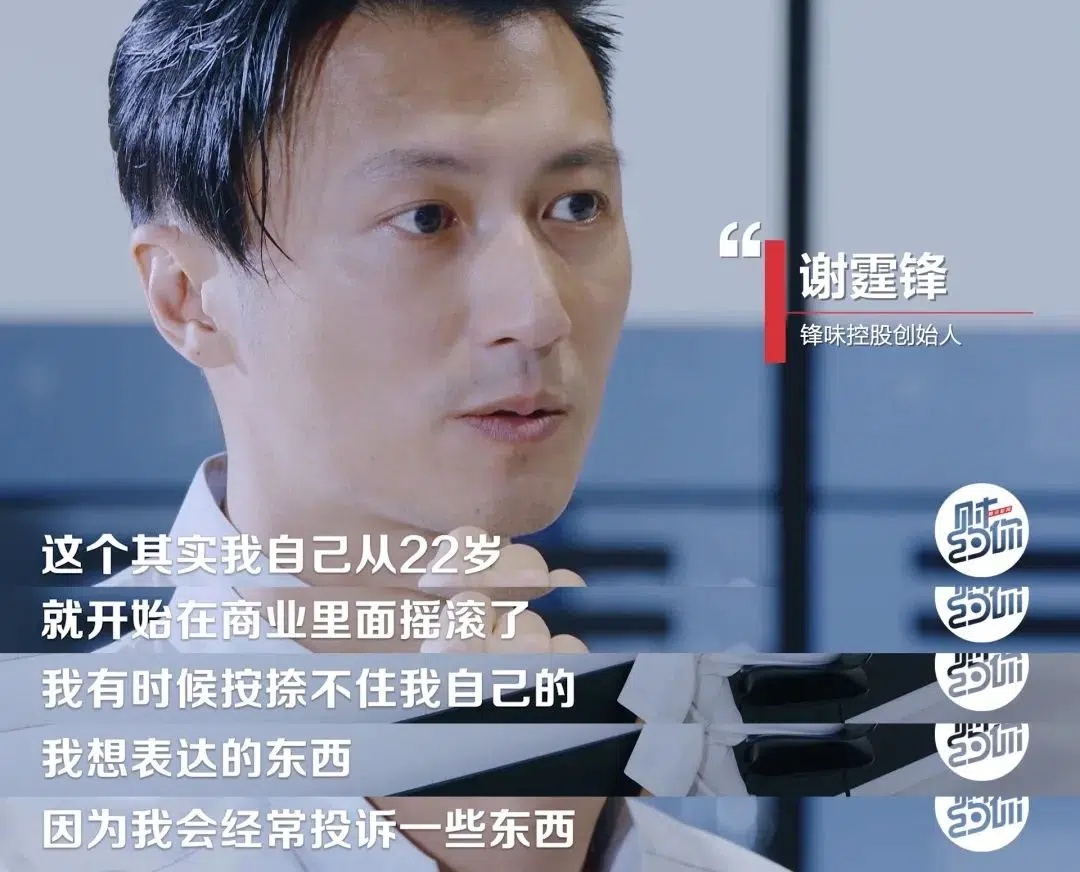 “
谢霆锋
锋味控股创始人
财约你
这个其实我自己从22岁
就开始在商业里面摇滚了
我有时候按捺不住我自己的
我想表达的东西
因为我会经常投诉一些东西